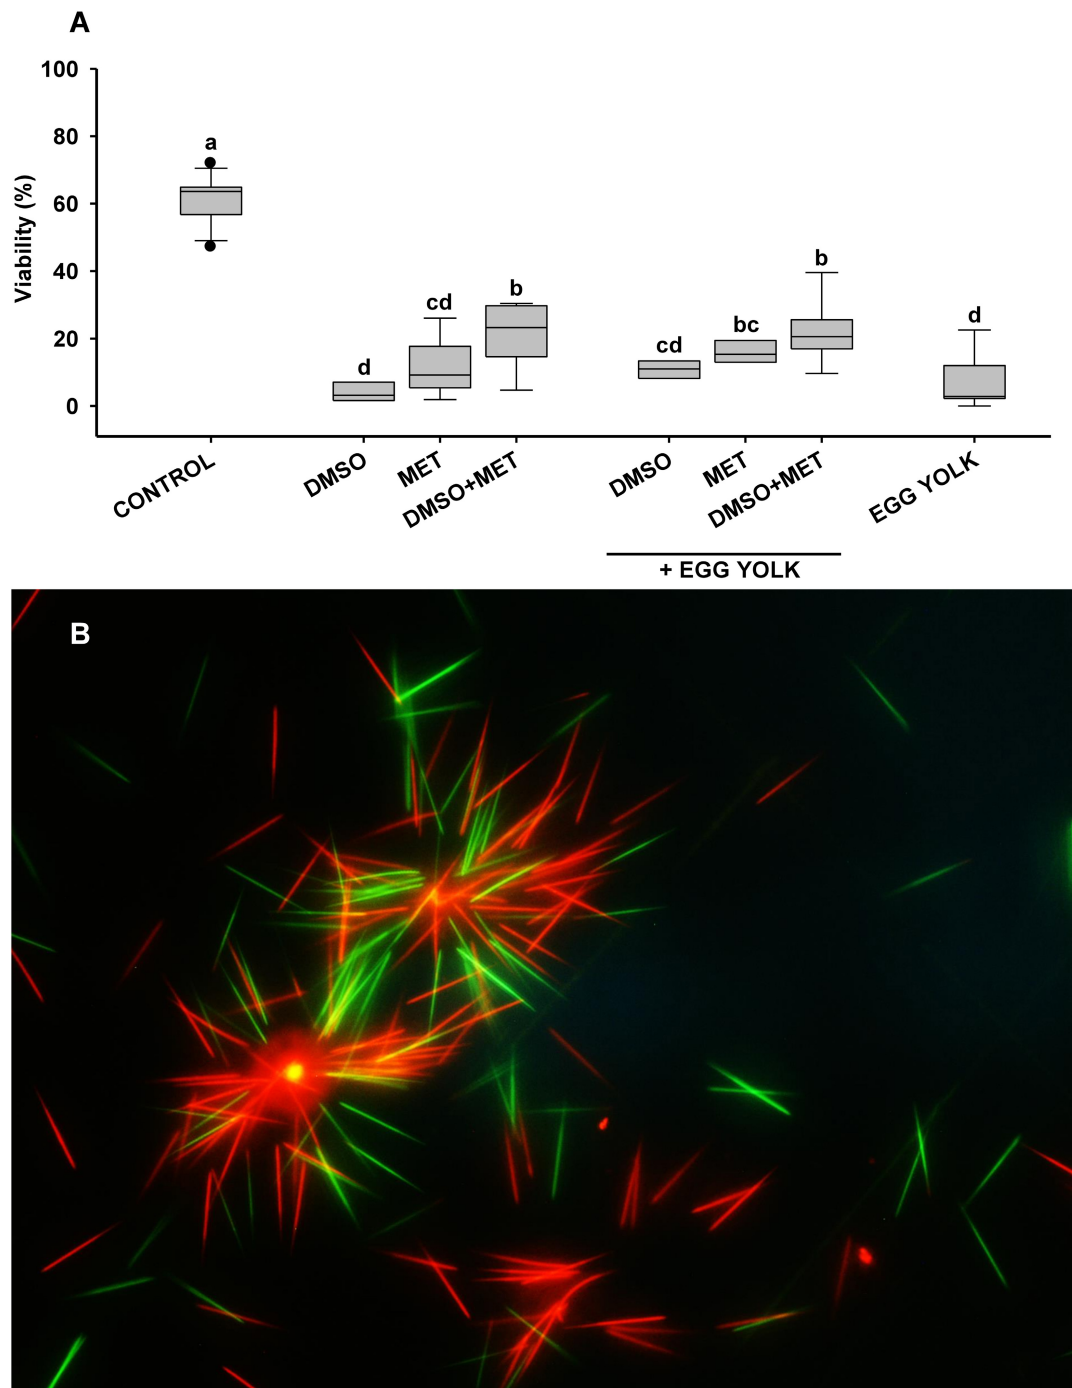 A
100
80
60
40
20
0
Viability (%)
a
d
cd
b
cd
bc
b
d
CONTROL
DMSO
MET
DMSO+MET
DMSO
MET
DMSO+MET
EGG YOLK
+ EGG YOLK
B